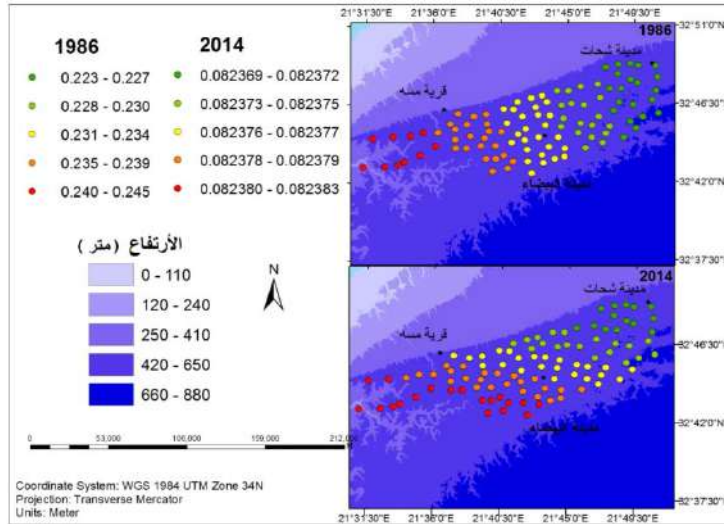 1986
2014
0.223 - 0.227
0.082369 - 0.082372
0.228 - 0.230
0.082373 - 0.082375
0.231 - 0.234
0.082376 - 0.082377
0.235 - 0.239
0.082378 - 0.082379
0.240 - 0.245
0.082380 - 0.082383
الأرتفاع (متر)
0 - 110
120 - 240
250 - 410
420 - 650
660 - 880
N
0
53,000
106,000
159,000
Coordinate System: WGS 1984 UTM Zone 34N
Projection: Transverse Mercator
Units: Meter
21°31'30"E 21°36'0"E 21°40'30"E 21°45'0"E 21°49'30"E
32°51'0"N
1986
مدينة شحات
32°46'30"N
قرية مسه
32°42'0"N
مدينة البيضاء
32°37'30"N
2014
مدينة شحات
32°46'30"N
قرية مسه
32°42'0"N
مدينة البيضاء
32°37'30"N
21°31'30"E 21°36'0"E 21°40'30"E 21°45'0"E 21°49'30"E